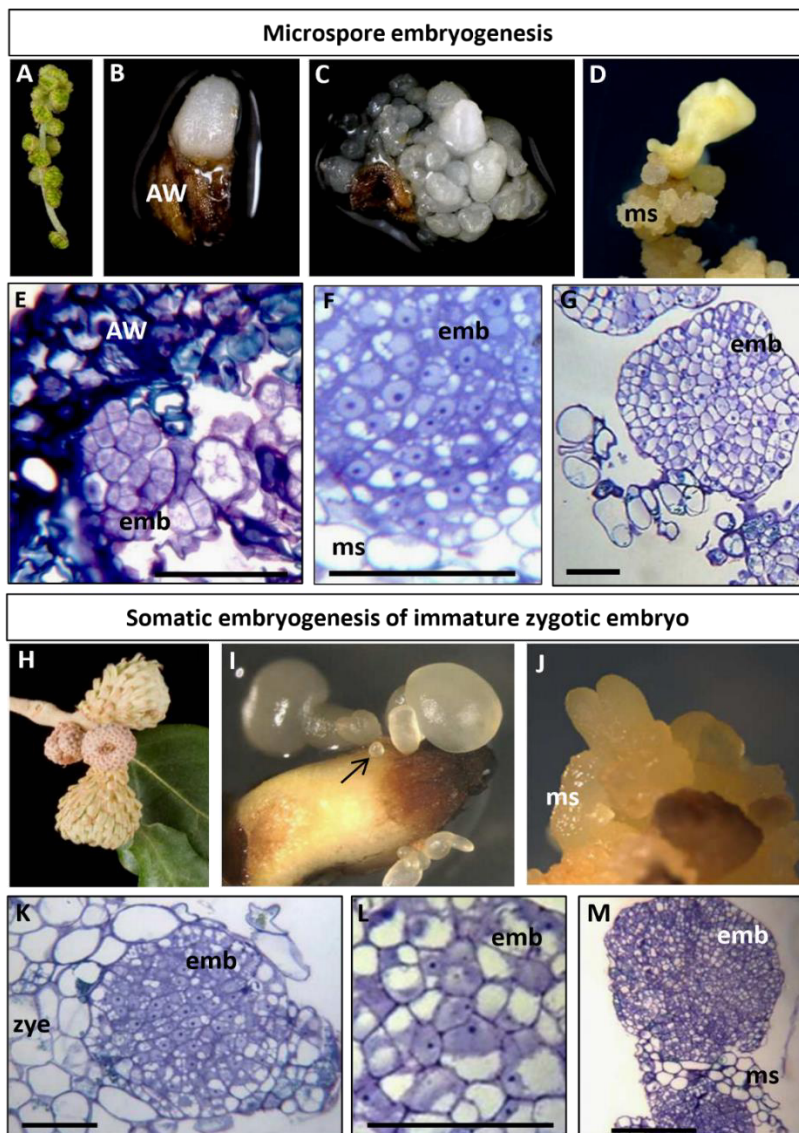 Microspore embryogenesis
A
B
C
D
AW
ms
E
F
G
AW
emb
emb
emb
ms
Somatic embryogenesis of immature zygotic embryo
H
I
J
ms
K
L
M
emb
emb
emb
zye
ms